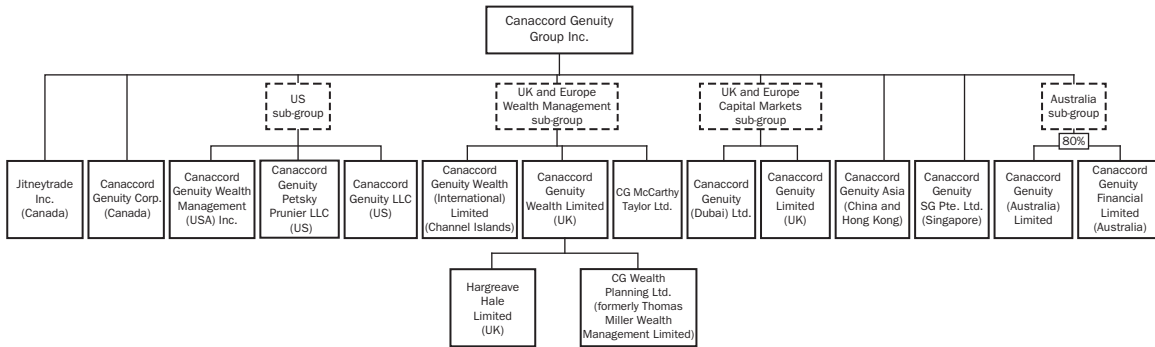 Canaccord Genuity
Group Inc.
US
sub-group
UK and Europe
Wealth Management
sub-group
UK and Europe
Capital Markets
sub-group
Australia
sub-group
80%
Jitneytrade
Inc.
(Canada)
Canaccord
Genuity Corp.
(Canada)
Canaccord
Genuity Wealth
Management
(USA) Inc.
Canaccord
Genuity
Petsky
Prunier LLC
(US)
Canaccord
Genuity LLC
(US)
Canaccord
Genuity Wealth
(International)
Limited
(Channel Islands)
Canaccord
Genuity
Wealth Limited
(UK)
CG McCarthy
Taylor Ltd.
Canaccord
Genuity
(Dubai) Ltd.
Canaccord
Genuity
Limited
(UK)
Canaccord
Genuity Asia
(China and
Hong Kong)
Canaccord
Genuity
SG Pte. Ltd.
(Singapore)
Canaccord
Genuity
(Australia)
Limited
Canaccord
Genuity
Financial
Limited
(Australia)
Hargreave
Hale
Limited
(UK)
CG Wealth
Planning Ltd.
(formerly Thomas
Miller Wealth
Management Limited)